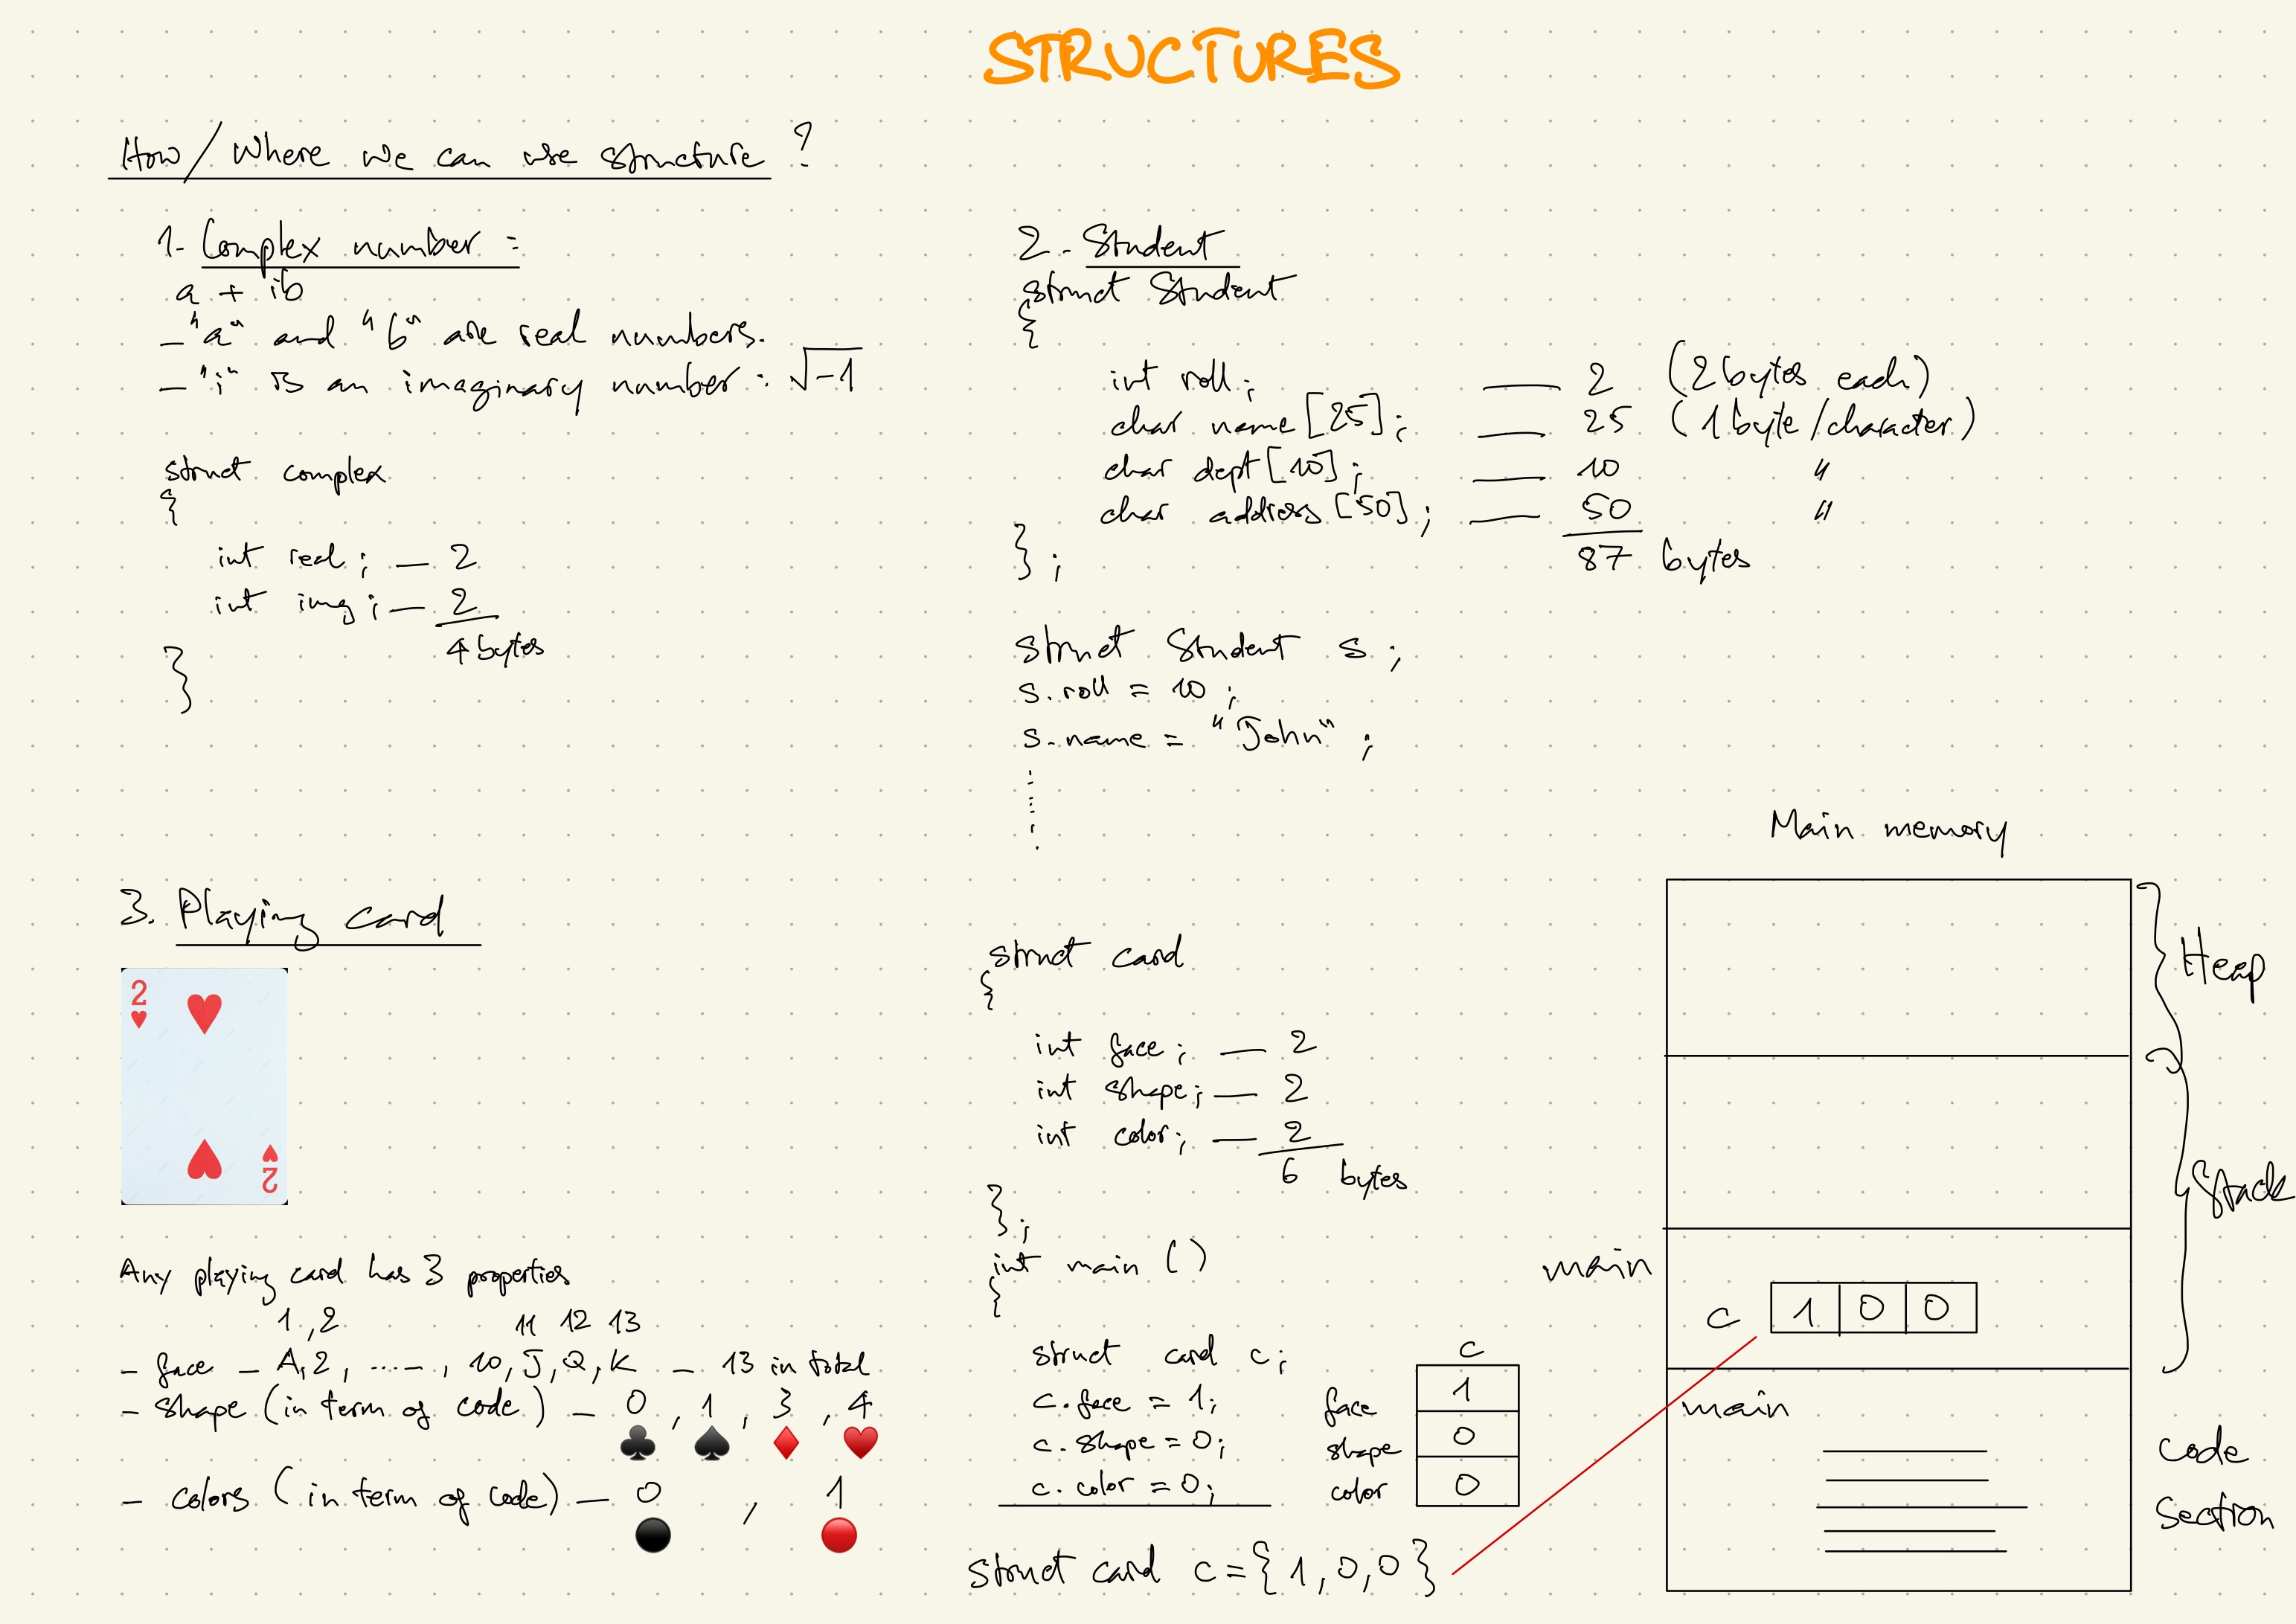 STRUCTURES
How/Where we can use structure ?
1- Complex number :
a + ib
- "a" and "b" are real numbers.
- "i" is an imaginary number : √-1
struct complex
{
int real ; — 2
int img ; — 2
4 bytes
}
2 - Student
struct Student
{
int roll ; — 2 (2 bytes each)
char name [25] ; — 25 (1 byte/character)
char dept [10] ; — 10 "
char address [50] ; — 50 "
87 bytes
} ;
struct Student s ;
s.roll = 10 ;
s.name = "John" ;
......
3. Playing card
2
2
Any playing card has 3 properties
1 , 2 11 12 13
- face - A, 2, ....-, 10, J, Q, K - 13 in total
- shape (in term of code) - 0 , 1 , 3 , 4
♣ ♠ ♦ ♥
- colors (in term of code) - 0 , 1
struct card
{
int face ; — 2
int shape ; — 2
int color ; — 2
6 bytes
} ;
int main ()
{
struct card c ;
c.face = 1 ;
c.shape = 0 ;
c.color = 0 ;
c
face 1
shape 0
color 0
struct card c = { 1 , 0 , 0 }
Main memory
Heap
Stack
main
c 1 0 0
main
Code
Section